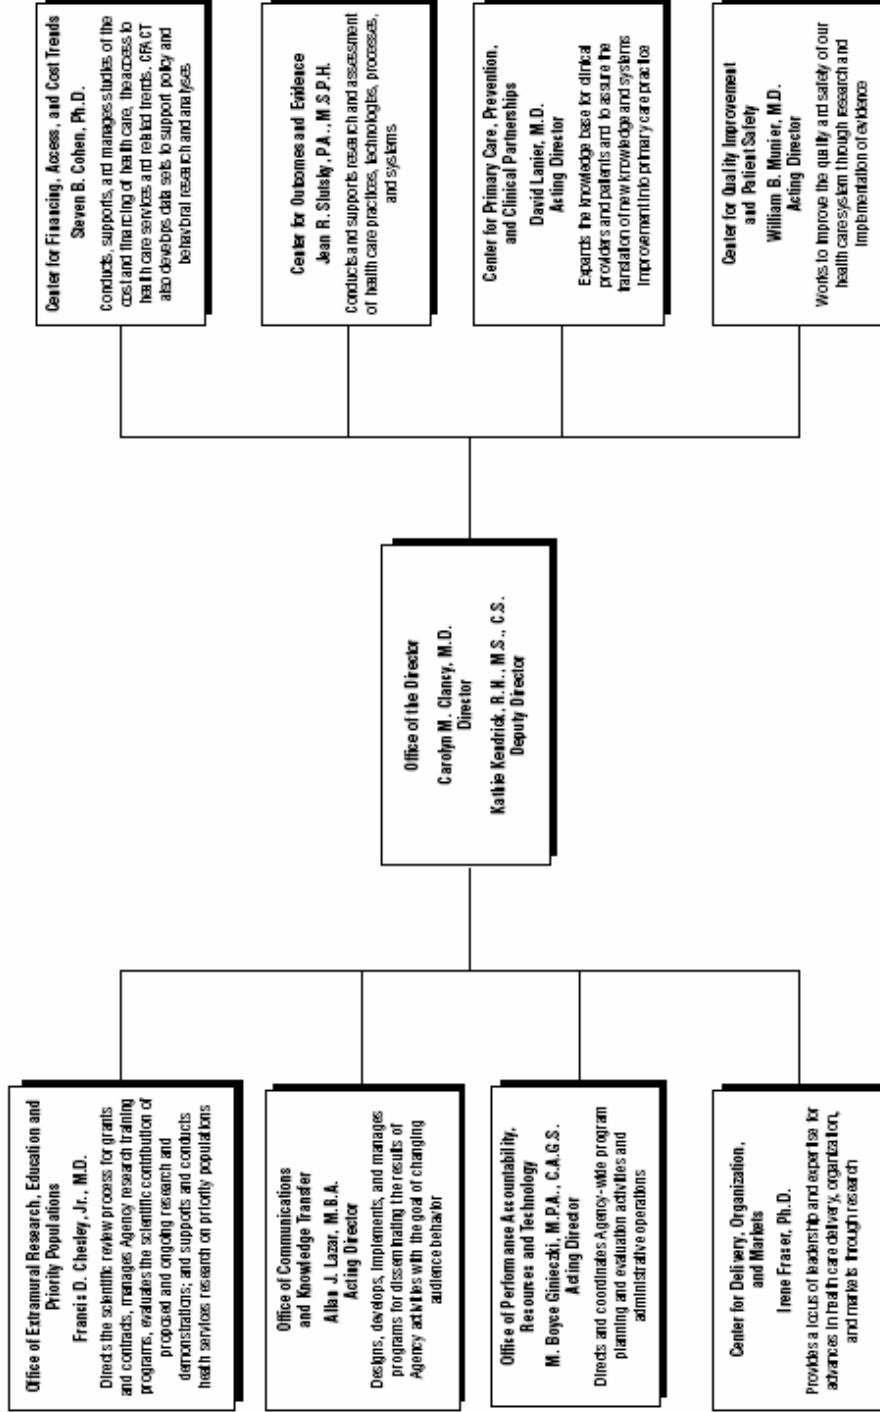 Office of Extramural Research, Education and
Priority Populations
Francis D. Chesley, Jr., M.D.
Directs the scientific review process for grants
and contracts, manages Agency research training
programs, evaluates the scientific contribution of
proposed and ongoing research and
demonstrations; and supports and conducts
heath services research on priority populations
Office of Communications
and Knowledge Transfer
Allan J. Lazar, M.B.A.
Acting Director
Designs, develops, implements, and manages
programs for disseminating the results of
Agency activities with the goal of changing
audience behavior
Office of Performance Accountability,
Resources and Technology
M. Boyce Ginieczki, M.P.A., C.A.G.S.
Acting Director
Directs and coordinates Agency-wide program
planning and evaluation activities and
administrative operations
Center for Delivery, Organization,
and Markets
Irene Fraser, Ph.D.
Provides a locus of leadership and expertise for
advances in health care delivery, organization,
and markets through research
Office of the Director
Carolyn M. Clancy, M.D.
Director
Kathie Kendrick, R.N., M.S., C.S.
Deputy Director
Center for Financing, Access, and Cost Trends
Steven B. Cohen, Ph.D.
Conducts, supports, and manages studies of the
cost and financing of health care, the access to
health care services and related trends. CFACT
also develops data sets to support policy and
behavioral research and analyses
Center for Outcomes and Evidence
Jean R. Slutsky, P.A., M.S.P.H.
Conducts and supports research and assessment
of health care practices, technologies, processes,
and systems
Center for Primary Care, Prevention,
and Clinical Partnerships
David Lanier, M.D.
Acting Director
Expands the knowledge base for clinical
providers and patients and to assure the
translation of new knowledge and systems
improvement into primary care practice
Center for Quality Improvement
and Patient Safety
William B. Munier, M.D.
Acting Director
Works to improve the quality and safety of our
health care system through research and
implementation of evidence